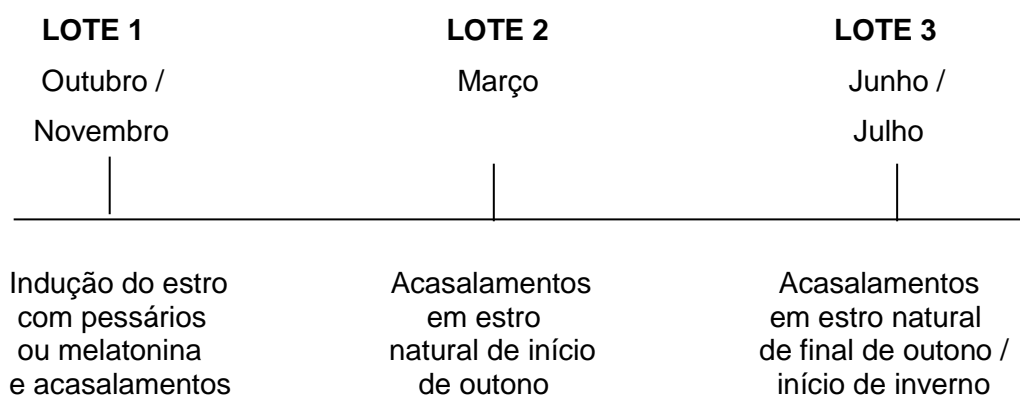 LOTE 1
LOTE 2
LOTE 3
Outubro /
Novembro
Março
Junho /
Julho
Indução do estro
com pessários
ou melatonina
e acasalamentos
Acasalamentos
em estro
natural de início
de outono
Acasalamentos
em estro natural
de final de outono /
início de inverno